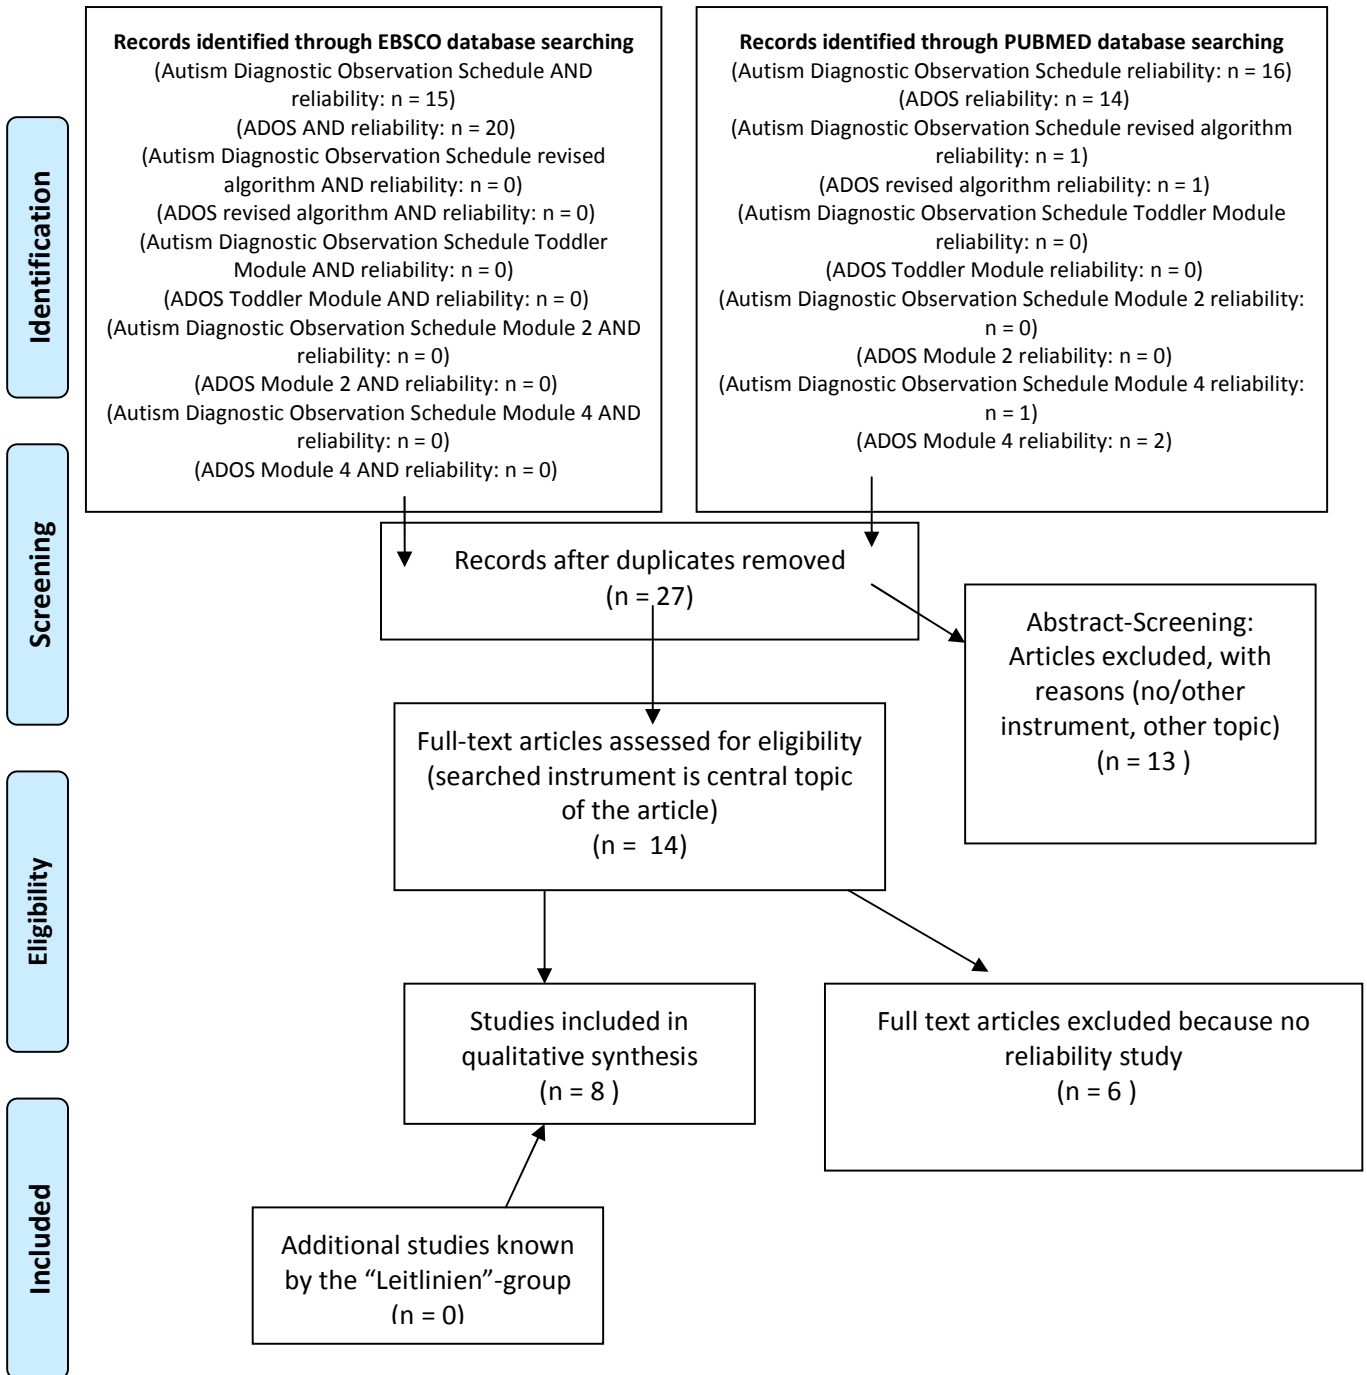 Records identified through EBSCO database searching
(Autism Diagnostic Observation Schedule AND
reliability: n = 15)
(ADOS AND reliability: n = 20)
(Autism Diagnostic Observation Schedule revised
algorithm AND reliability: n = 0)
(ADOS revised algorithm AND reliability: n = 0)
(Autism Diagnostic Observation Schedule Toddler
Module AND reliability: n = 0)
(ADOS Toddler Module AND reliability: n = 0)
(Autism Diagnostic Observation Schedule Module 2 AND
reliability: n = 0)
(ADOS Module 2 AND reliability: n = 0)
(Autism Diagnostic Observation Schedule Module 4 AND
reliability: n = 0)
(ADOS Module 4 AND reliability: n = 0)
Records identified through PUBMED database searching
(Autism Diagnostic Observation Schedule reliability: n = 16)
(ADOS reliability: n = 14)
(Autism Diagnostic Observation Schedule revised algorithm
reliability: n = 1)
(ADOS revised algorithm reliability: n = 1)
(Autism Diagnostic Observation Schedule Toddler Module
reliability: n = 0)
(ADOS Toddler Module reliability: n = 0)
(Autism Diagnostic Observation Schedule Module 2 reliability:
n = 0)
(ADOS Module 2 reliability: n = 0)
(Autism Diagnostic Observation Schedule Module 4 reliability:
n = 1)
(ADOS Module 4 reliability: n = 2)
Identification
Screening
Records after duplicates removed
(n = 27)
Abstract-Screening:
Articles excluded, with
reasons (no/other
instrument, other topic)
(n = 13 )
Full-text articles assessed for eligibility
(searched instrument is central topic
of the article)
(n = 14)
Eligibility
Studies included in
qualitative synthesis
(n = 8 )
Full text articles excluded because no
reliability study
(n = 6 )
Included
Additional studies known
by the “Leitlinien”-group
(n = 0)